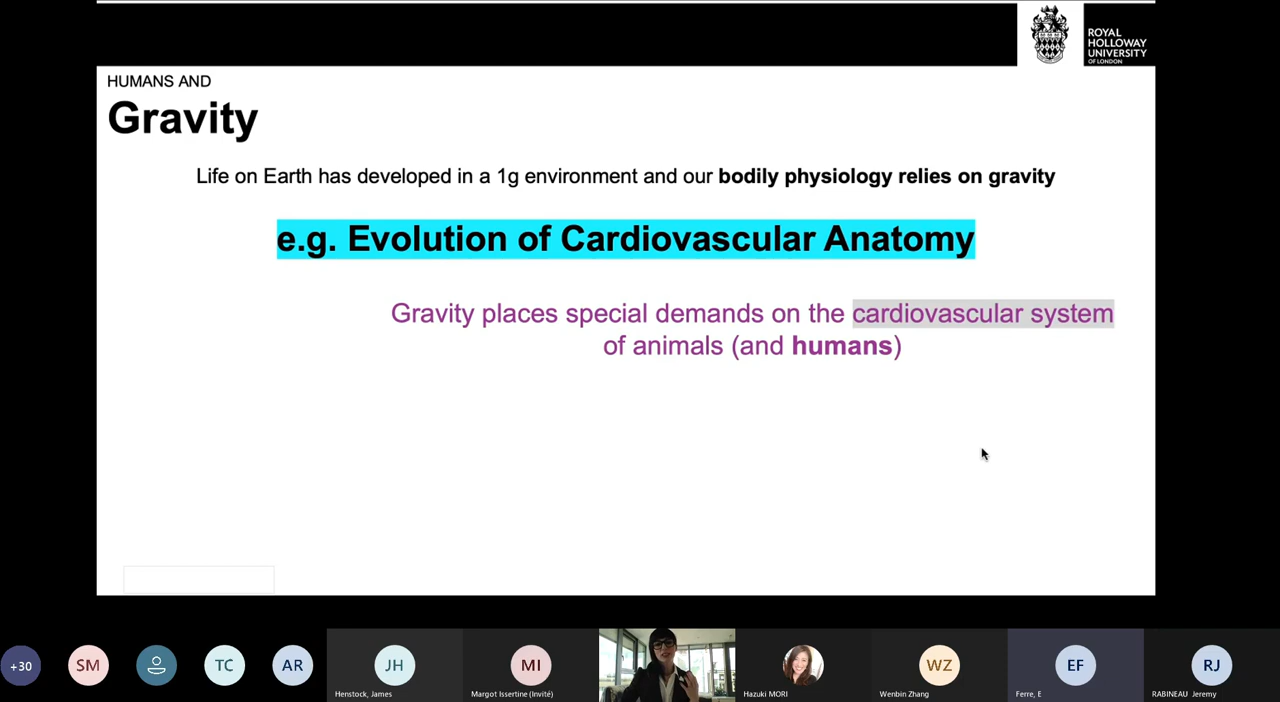 ROYAL
HOLLOWAY
UNIVERSITY
OF LONDON
HUMANS AND
Gravity
Life on Earth has developed in a 1g environment and our bodily physiology relies on gravity
e.g. Evolution of Cardiovascular Anatomy
Gravity places special demands on the cardiovascular system
of animals (and humans)
+30
SM
TC
AR
JH
MI
WZ
EF
RJ
Henstock, James
Margot Issertine (Invité)
Hazuki MORI
Wenbin Zhang
Ferre, E
RABINEAU Jeremy